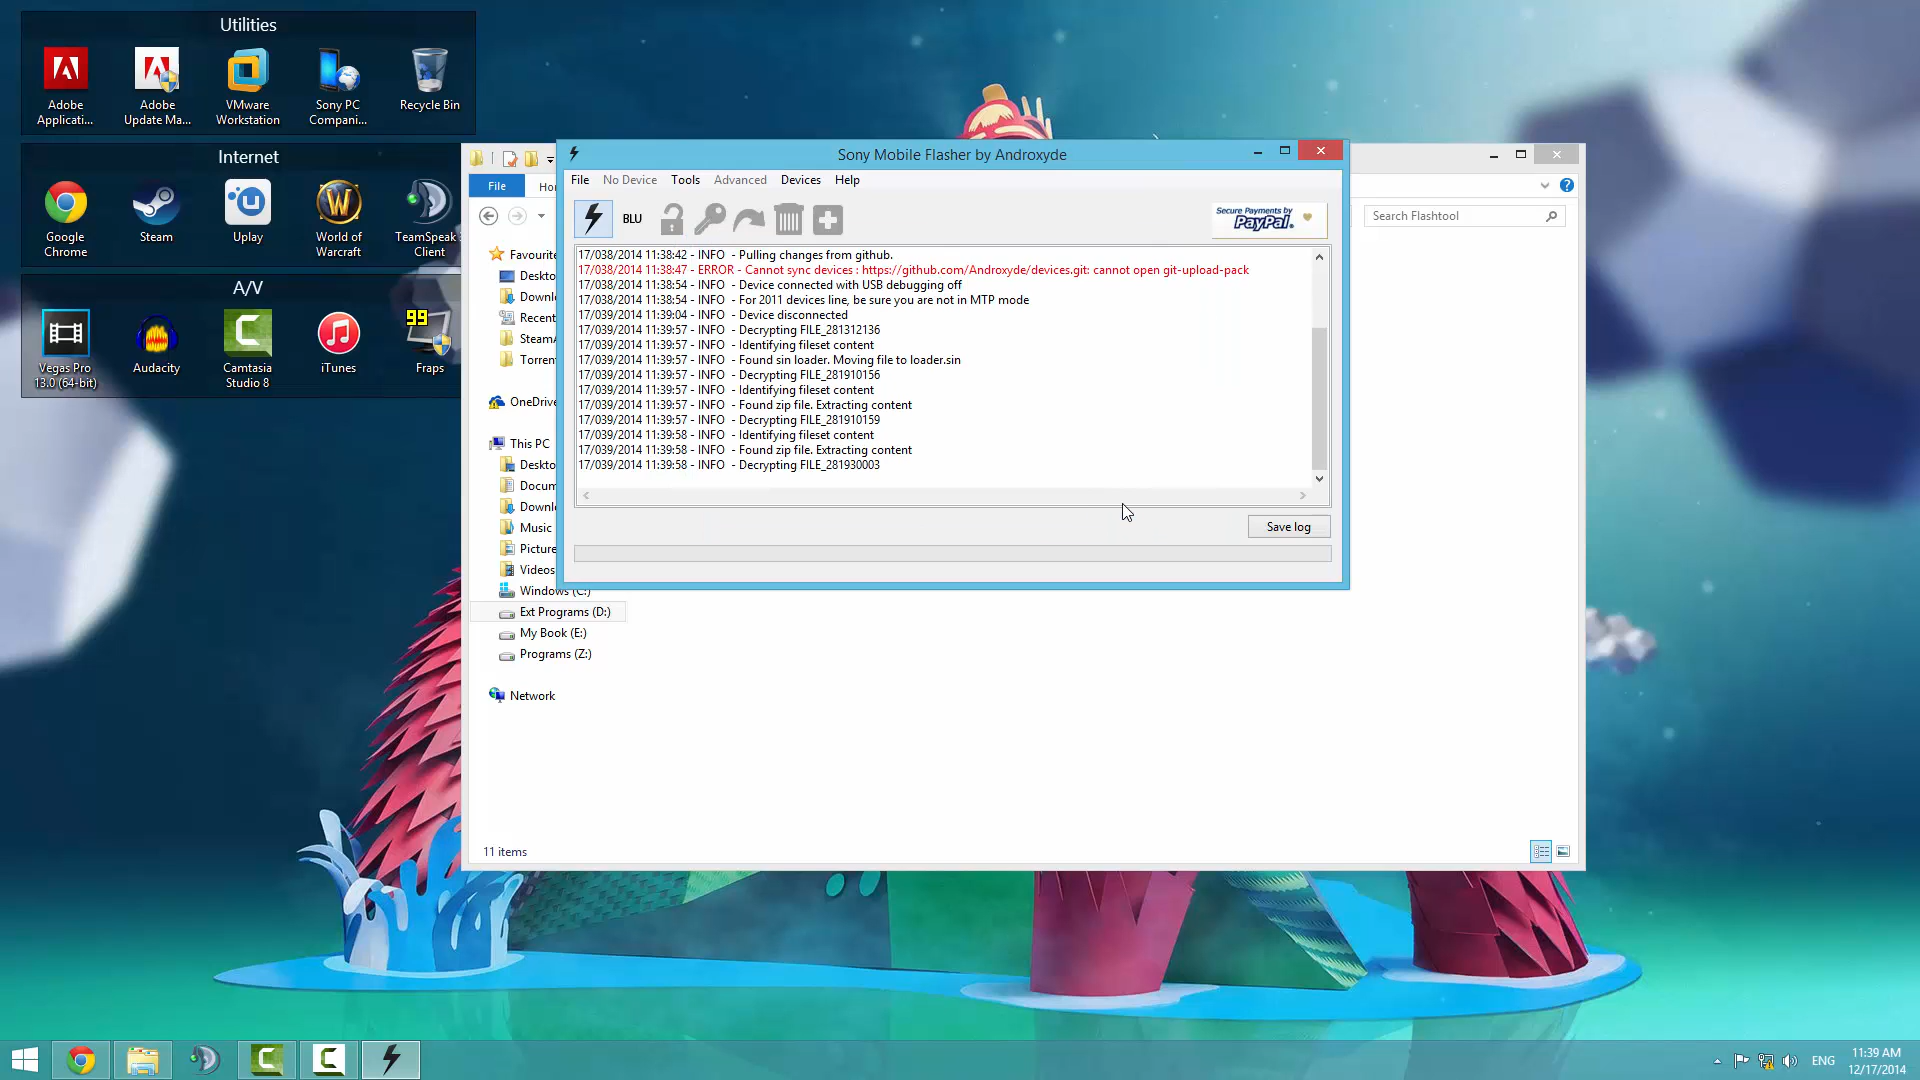 Utilities
Adobe Applicati...
Adobe Update Ma...
VMware Workstation
Sony PC Compani...
Recycle Bin
Internet
Google Chrome
Steam
Uplay
World of Warcraft
TeamSpeak Client
A/V
Vegas Pro 13.0 (64-bit)
Audacity
Camtasia Studio 8
iTunes
99
Fraps
File
Search Flashtool
Desktop
Music
Videos
Windows (C:)
Ext Programs (D:)
My Book (E:)
Programs (Z:)
Network
This PC
11 items
Sony Mobile Flasher by Androxyde
File No Device Tools Advanced Devices Help
BLU
Secure Payments by
PayPal.
17/038/2014 11:38:42 - INFO - Pulling changes from github.
17/038/2014 11:38:47 - ERROR - Cannot sync devices : https://github.com/Androxyde/devices.git: cannot open git-upload-pack
17/038/2014 11:38:54 - INFO - Device connected with USB debugging off
17/038/2014 11:38:54 - INFO - For 2011 devices line, be sure you are not in MTP mode
17/039/2014 11:39:04 - INFO - Device disconnected
17/039/2014 11:39:57 - INFO - Decrypting FILE_281312136
17/039/2014 11:39:57 - INFO - Identifying fileset content
17/039/2014 11:39:57 - INFO - Found sin loader. Moving file to loader.sin
17/039/2014 11:39:57 - INFO - Decrypting FILE_281910156
17/039/2014 11:39:57 - INFO - Identifying fileset content
17/039/2014 11:39:57 - INFO - Found zip file. Extracting content
17/039/2014 11:39:57 - INFO - Decrypting FILE_281910159
17/039/2014 11:39:58 - INFO - Identifying fileset content
17/039/2014 11:39:58 - INFO - Found zip file. Extracting content
17/039/2014 11:39:58 - INFO - Decrypting FILE_281930003
Save log
ENG
11:39 AM
12/17/2014